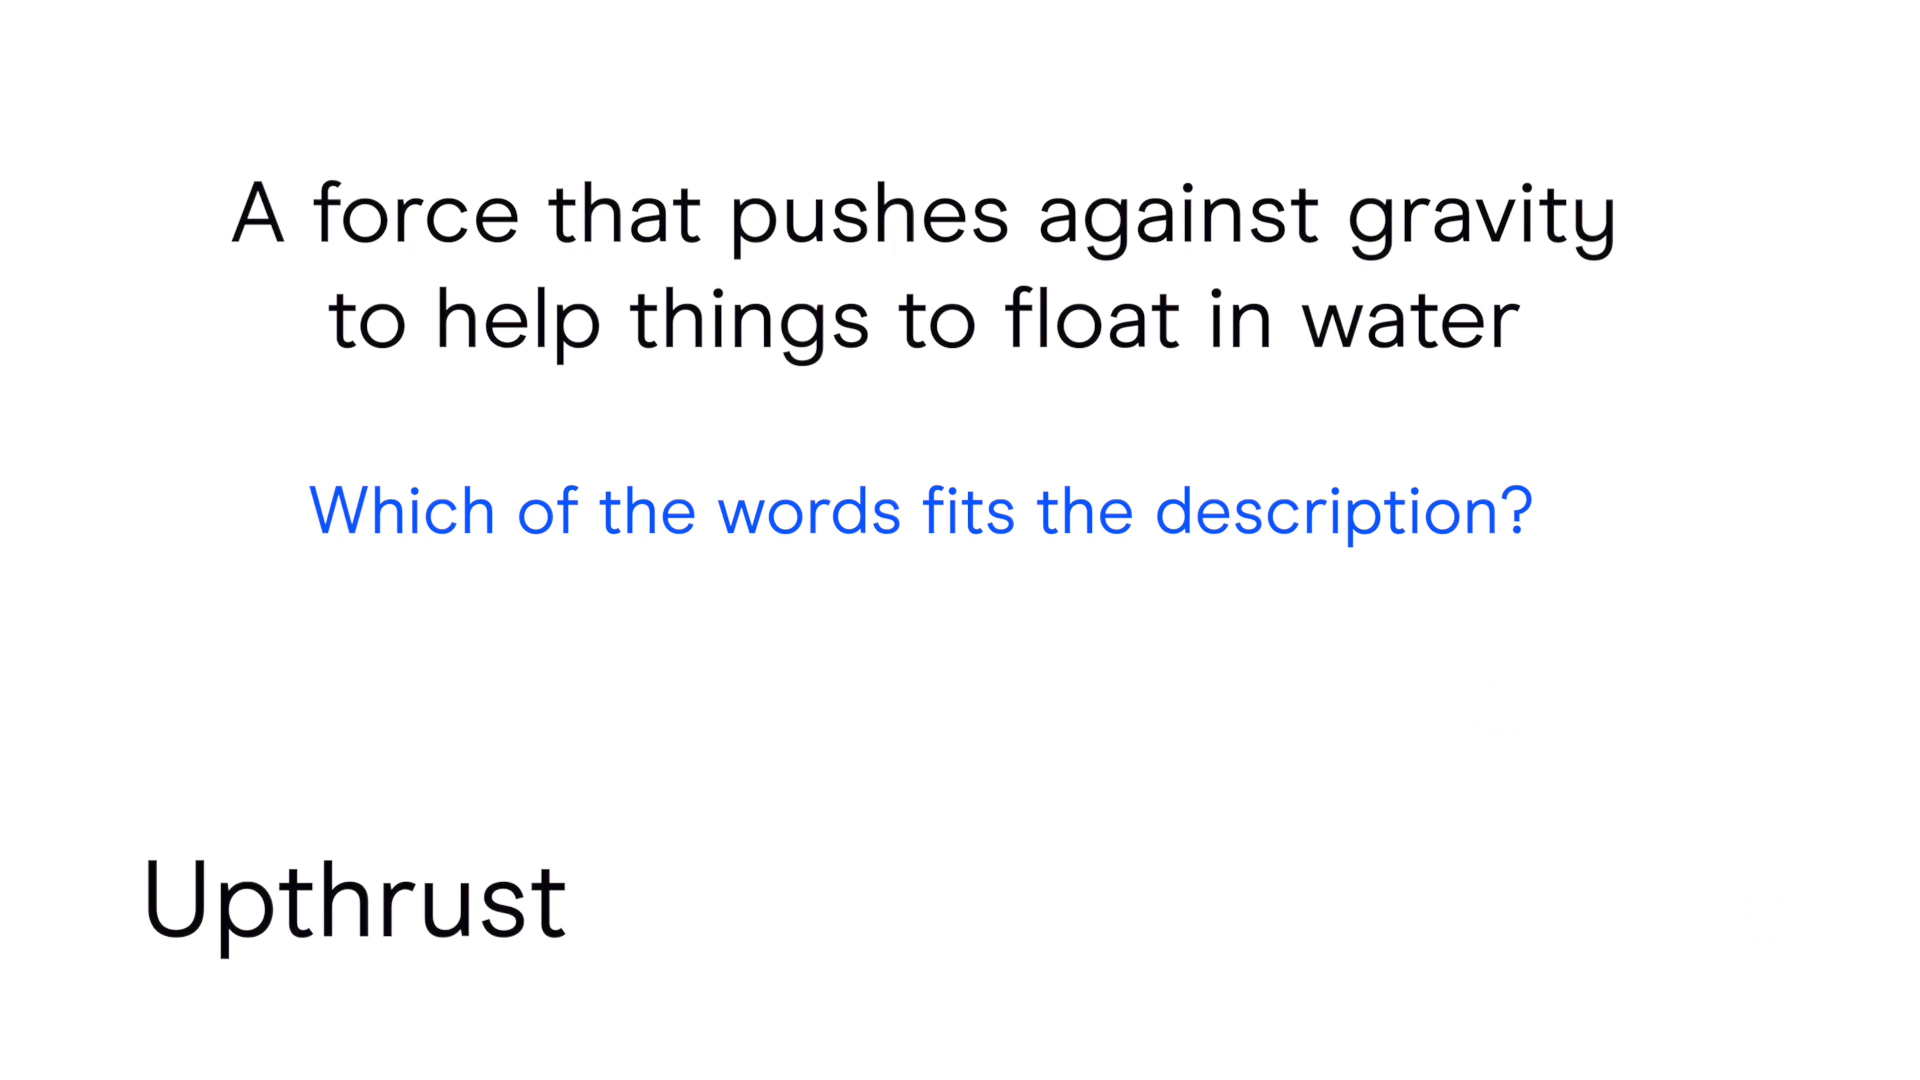 A force that pushes against gravity
to help things to float in water
Which of the words fits the description?
Upthrust